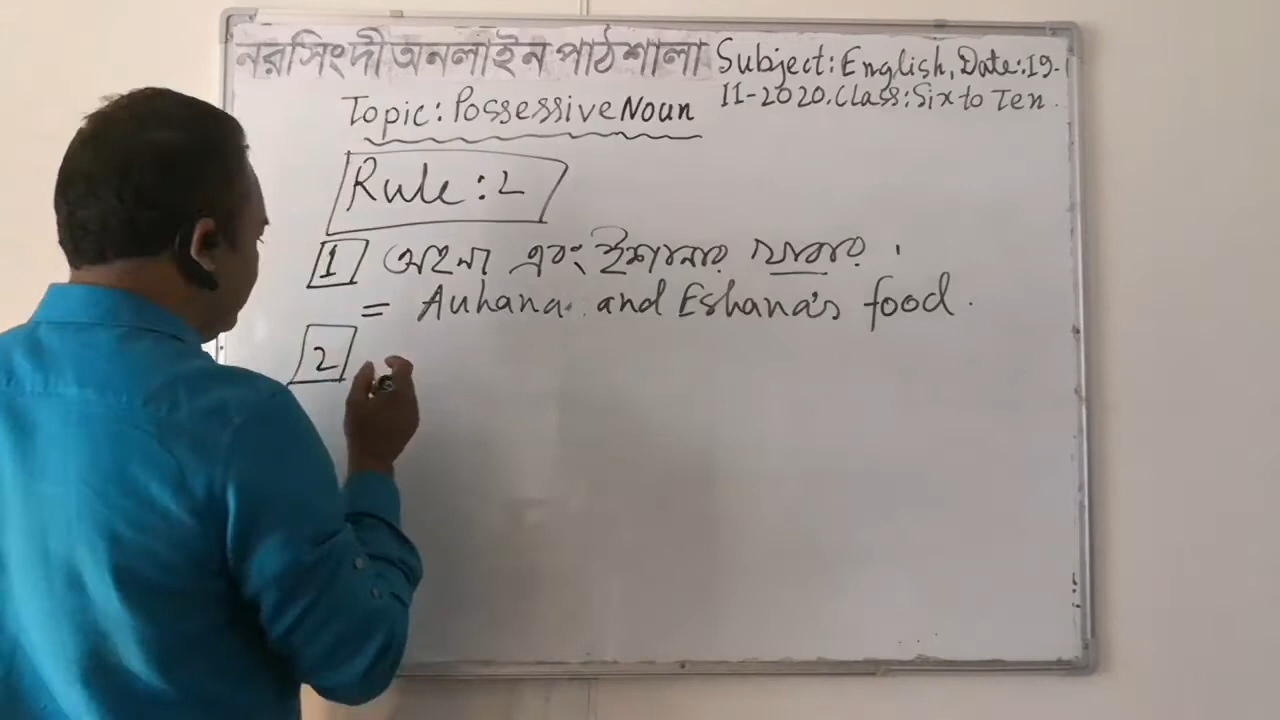 নরসিংদী অনলাইন পাঠশালা Subject: English, Date: 19-
11-2020. Class: Six to Ten.
Topic: Possessive Noun
Rule: 2
1 অহনা এবং ইশানার খাবার ।
= Auhana and Eshana's food.
2